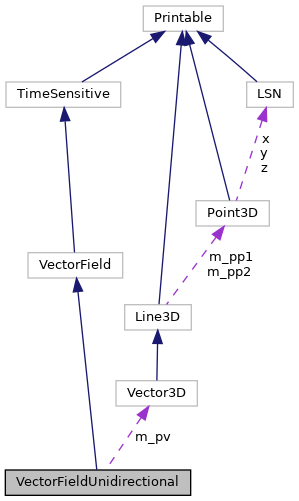 Printable
TimeSensitive
LSN
x
y
z
Point3D
VectorField
m_pp1
m_pp2
Line3D
Vector3D
m_pv
VectorFieldUnidirectional